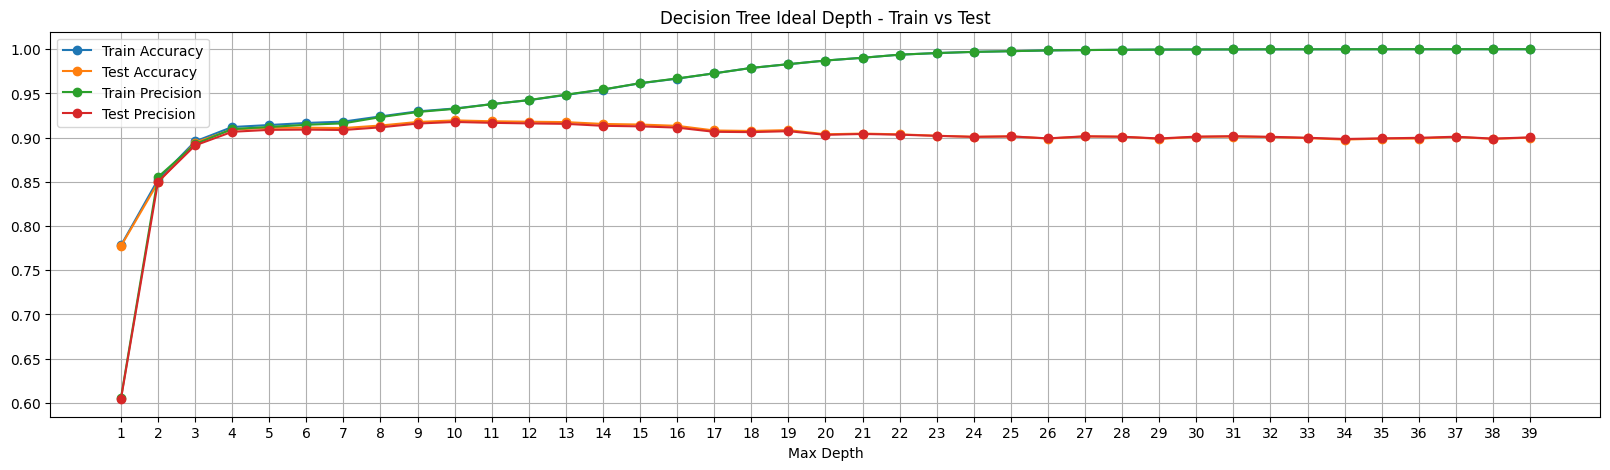 Decision Tree Ideal Depth - Train vs Test
1.00
0.95
0.90
0.85
0.80
0.75
0.70
0.65
0.60
Train Accuracy
Test Accuracy
Train Precision
Test Precision
1 2 3 4 5 6 7 8 9 10 11 12 13 14 15 16 17 18 19 20 21 22 23 24 25 26 27 28 29 30 31 32 33 34 35 36 37 38 39
Max Depth